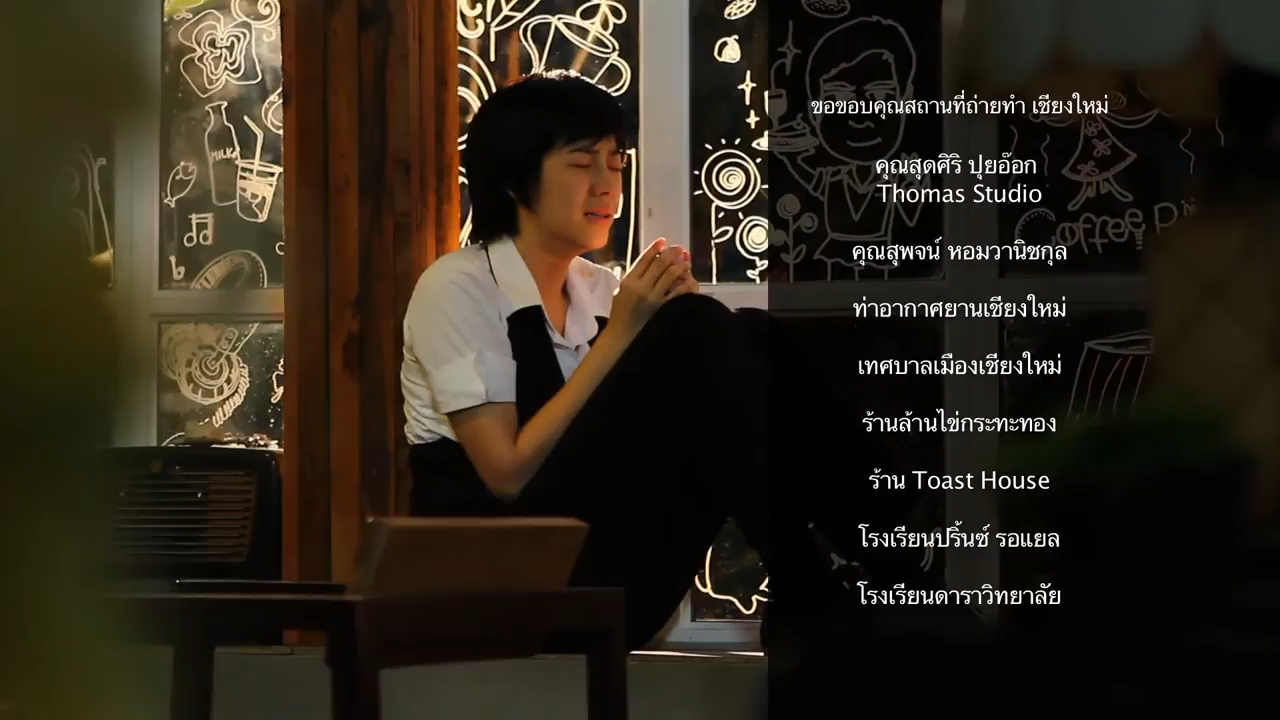 MILK
Coffee
ขอขอบคุณสถานที่ถ่ายทำ เชียงใหม่
คุณสุดศิริ ปุยอ๊อก
Thomas Studio
คุณสุพจน์ หอมวานิชกุล
ท่าอากาศยานเชียงใหม่
เทศบาลเมืองเชียงใหม่
ร้านล้านไข่กระทะทอง
ร้าน Toast House
โรงเรียนปริ้นซ์ รอแยล
โรงเรียนดาราวิทยาลัย